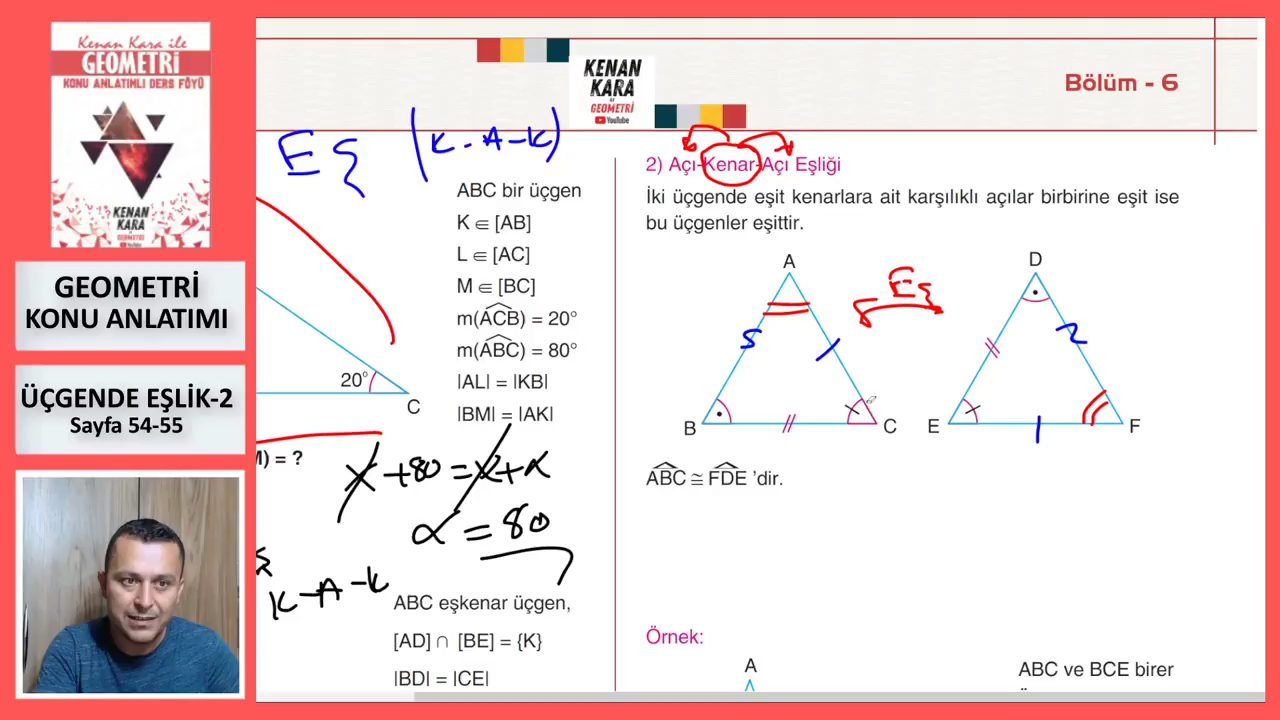 Kenan Kara ile
GEOMETRİ
KONU ANLATIMLI DERS FÖYÜ
KENAN
KARA
ile
GEOMETRİ
YouTube
GEOMETRİ
KONU ANLATIMI
ÜÇGENDE EŞLİK-2
Sayfa 54-55
KENAN
KARA
ile
GEOMETRİ
YouTube
Bölüm - 6
Eş (K-A-K)
ABC bir üçgen
K ∈ [AB]
L ∈ [AC]
M ∈ [BC]
m(ACB) = 20°
m(ABC) = 80°
|AL| = |KB|
|BM| = |AK|
20°
C
) = ?
x + 80 = x + α
α = 80
K-A-K
ABC eşkenar üçgen,
[AD] ∩ [BE] = {K}
|BD| = |CE|
2) Açı-Kenar-Açı Eşliği
İki üçgende eşit kenarlara ait karşılıklı açılar birbirine eşit ise
bu üçgenler eşittir.
A
B
C
Eş
D
E
F
ABC ≅ FDE 'dir.
Örnek:
A
ABC ve BCE birer